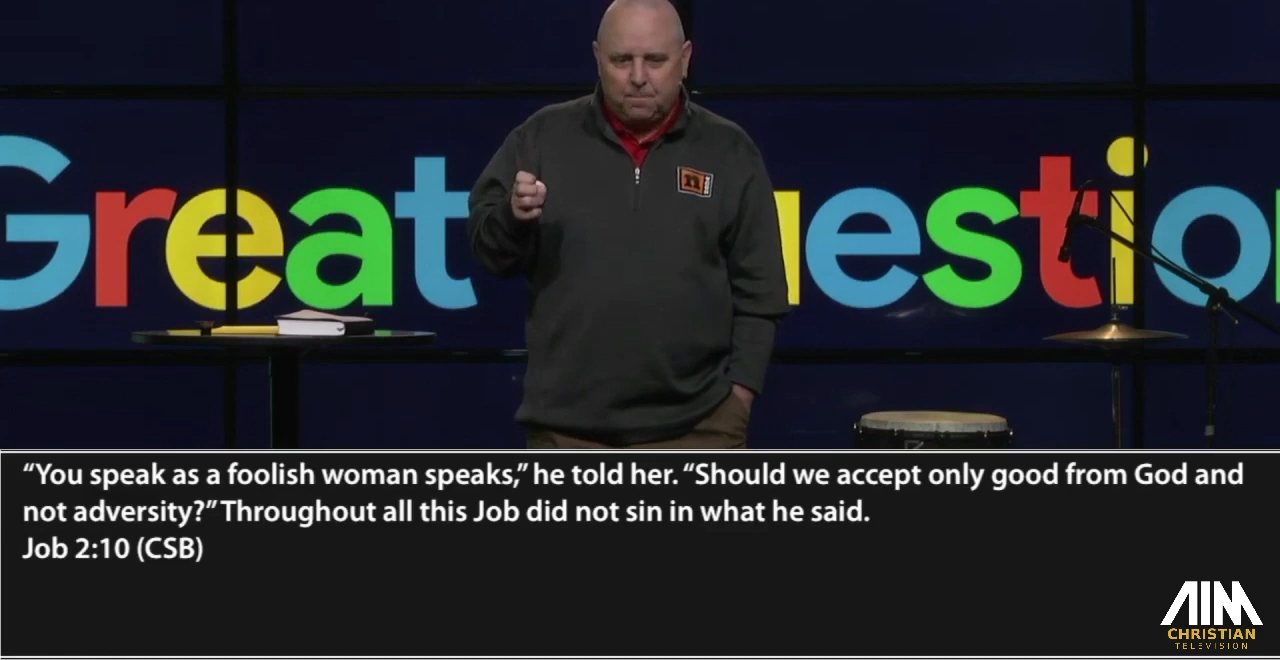 Great uestio
n
“You speak as a foolish woman speaks,” he told her. “Should we accept only good from God and
not adversity?” Throughout all this Job did not sin in what he said.
Job 2:10 (CSB)
AIM
CHRISTIAN
TELEVISION